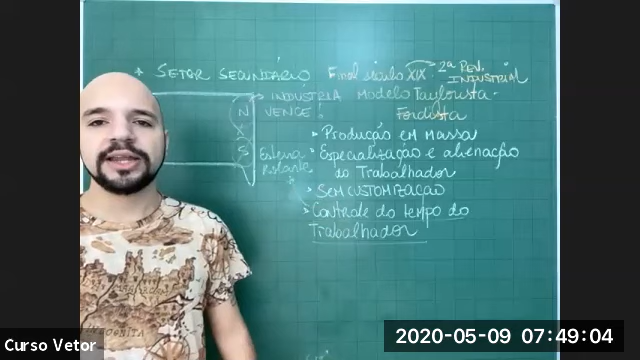 * SETOR SECUNDÁRIO
Final século XIX. 2ª REV. INDUSTRIAL
INDÚSTRIA VENCE!
MODELO Taylorista-
Fordista
N
S
Esteira
Rolante
Produção em massa
Especialização e alienação
do Trabalhador
SEM CUSTOMIZAÇÃO
Controle do tempo do
Trabalhador
Curso Vetor
2020-05-09 07:49:04